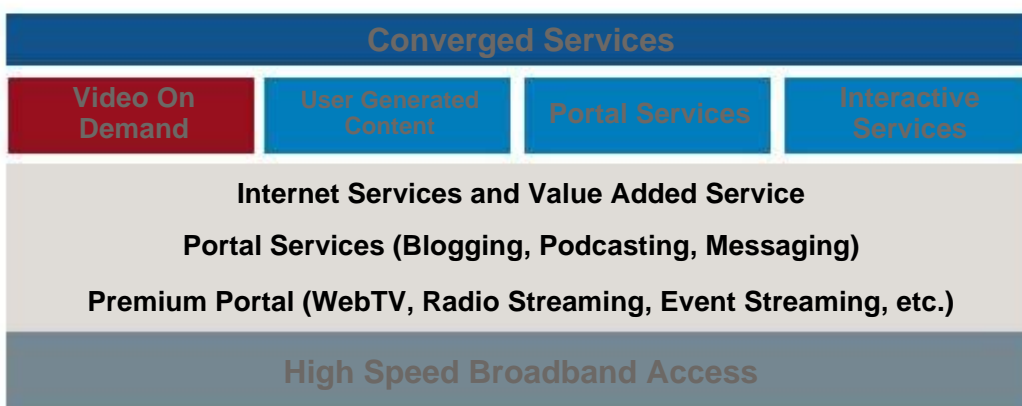 Converged Services
Video On
Demand
User Generated
Content
Portal Services
Interactive
Services
Internet Services and Value Added Service
Portal Services (Blogging, Podcasting, Messaging)
Premium Portal (WebTV, Radio Streaming, Event Streaming, etc.)
High Speed Broadband Access